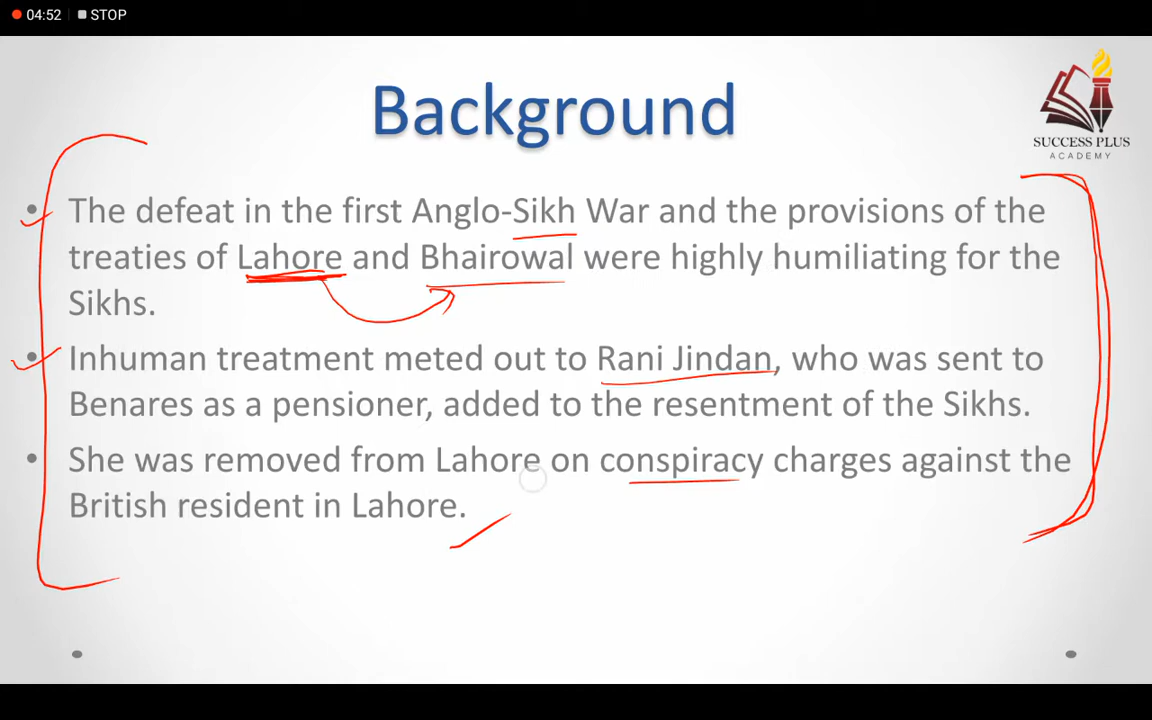 04:52 STOP
Background
SUCCESS PLUS
ACADEMY
• The defeat in the first Anglo-Sikh War and the provisions of the
treaties of Lahore and Bhairowal were highly humiliating for the
Sikhs.
• Inhuman treatment meted out to Rani Jindan, who was sent to
Benares as a pensioner, added to the resentment of the Sikhs.
• She was removed from Lahore on conspiracy charges against the
British resident in Lahore.